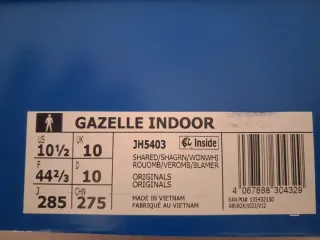 GAZELLE INDOOR
US UK
10½ 10
F D
44⅔ 10
J CHN
285 275
JH5403
Inside
SHARED/SHAGRN/WONWHI
ROUOMB/VEROMB/BLAMER
ORIGINALS
ORIGINALS
MADE IN VIETNAM
FABRIQUÉ AU VIETNAM
4 067888 304329